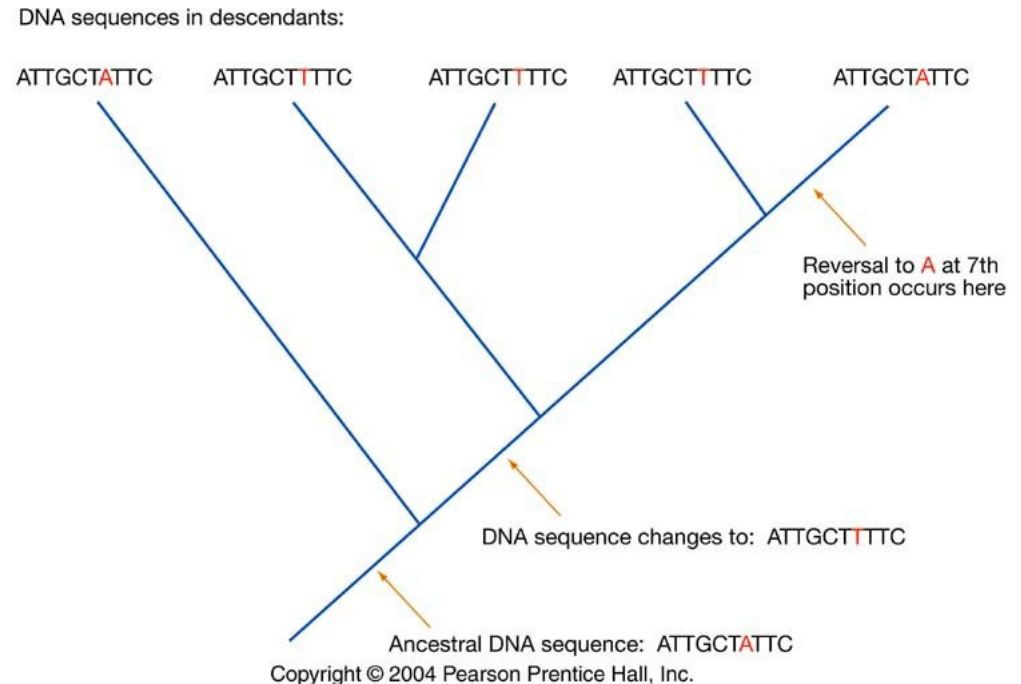 DNA sequences in descendants:
ATTGCTATTC ATTGCTTTTC ATTGCTTTTC ATTGCTTTTC ATTGCTATTC
Reversal to A at 7th
position occurs here
DNA sequence changes to: ATTGCTTTTC
Ancestral DNA sequence: ATTGCTATTC
Copyright © 2004 Pearson Prentice Hall, Inc.